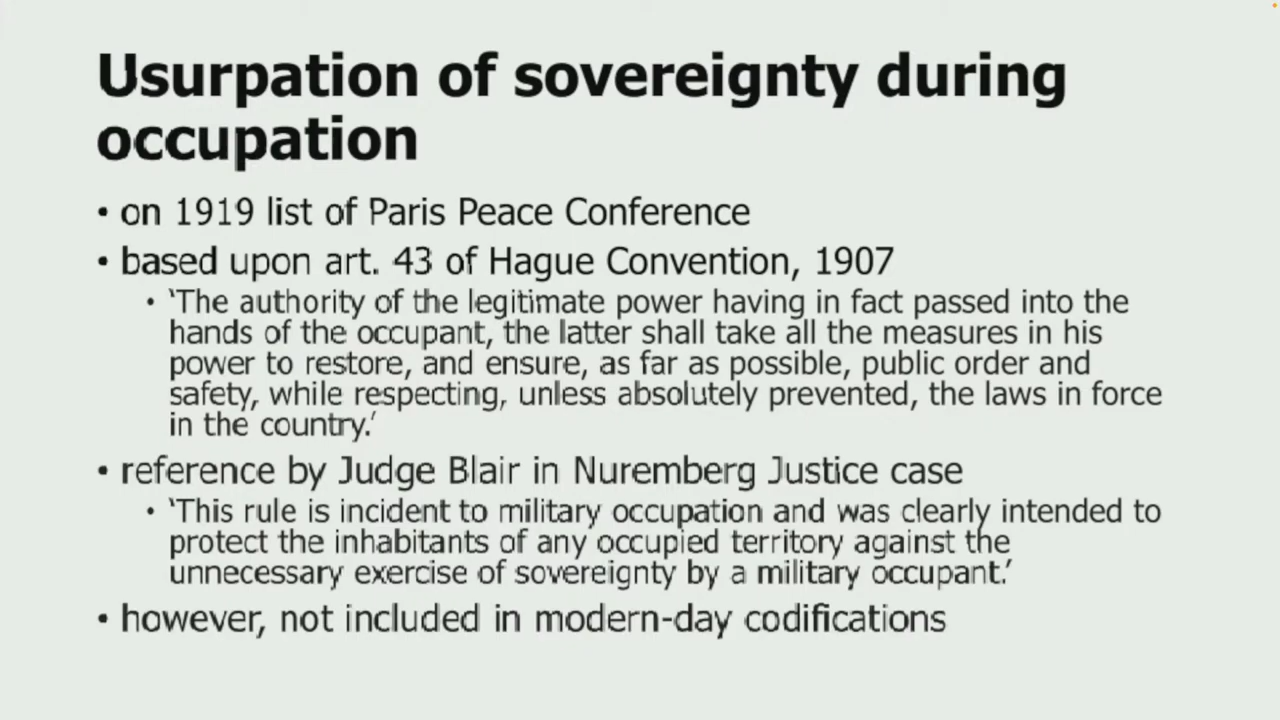 Usurpation of sovereignty during
occupation
• on 1919 list of Paris Peace Conference
• based upon art. 43 of Hague Convention, 1907
• ‘The authority of the legitimate power having in fact passed into the
hands of the occupant, the latter shall take all the measures in his
power to restore, and ensure, as far as possible, public order and
safety, while respecting, unless absolutely prevented, the laws in force
in the country.’
• reference by Judge Blair in Nuremberg Justice case
• ‘This rule is incident to military occupation and was clearly intended to
protect the inhabitants of any occupied territory against the
unnecessary exercise of sovereignty by a military occupant.’
• however, not included in modern-day codifications